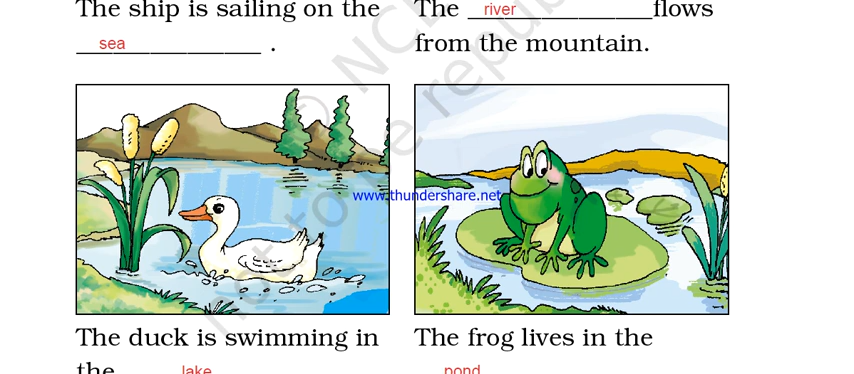 The ship is sailing on the
sea .
The river flows
from the mountain.
www.thundershare.net
The duck is swimming in
the lake
The frog lives in the
pond